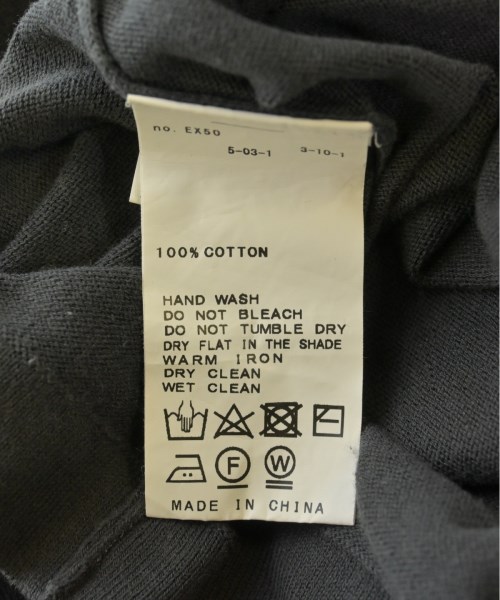 no. EX50
5-03-1 3-10-1
100% COTTON
HAND WASH
DO NOT BLEACH
DO NOT TUMBLE DRY
DRY FLAT IN THE SHADE
WARM IRON
DRY CLEAN
WET CLEAN
F W
MADE IN CHINA